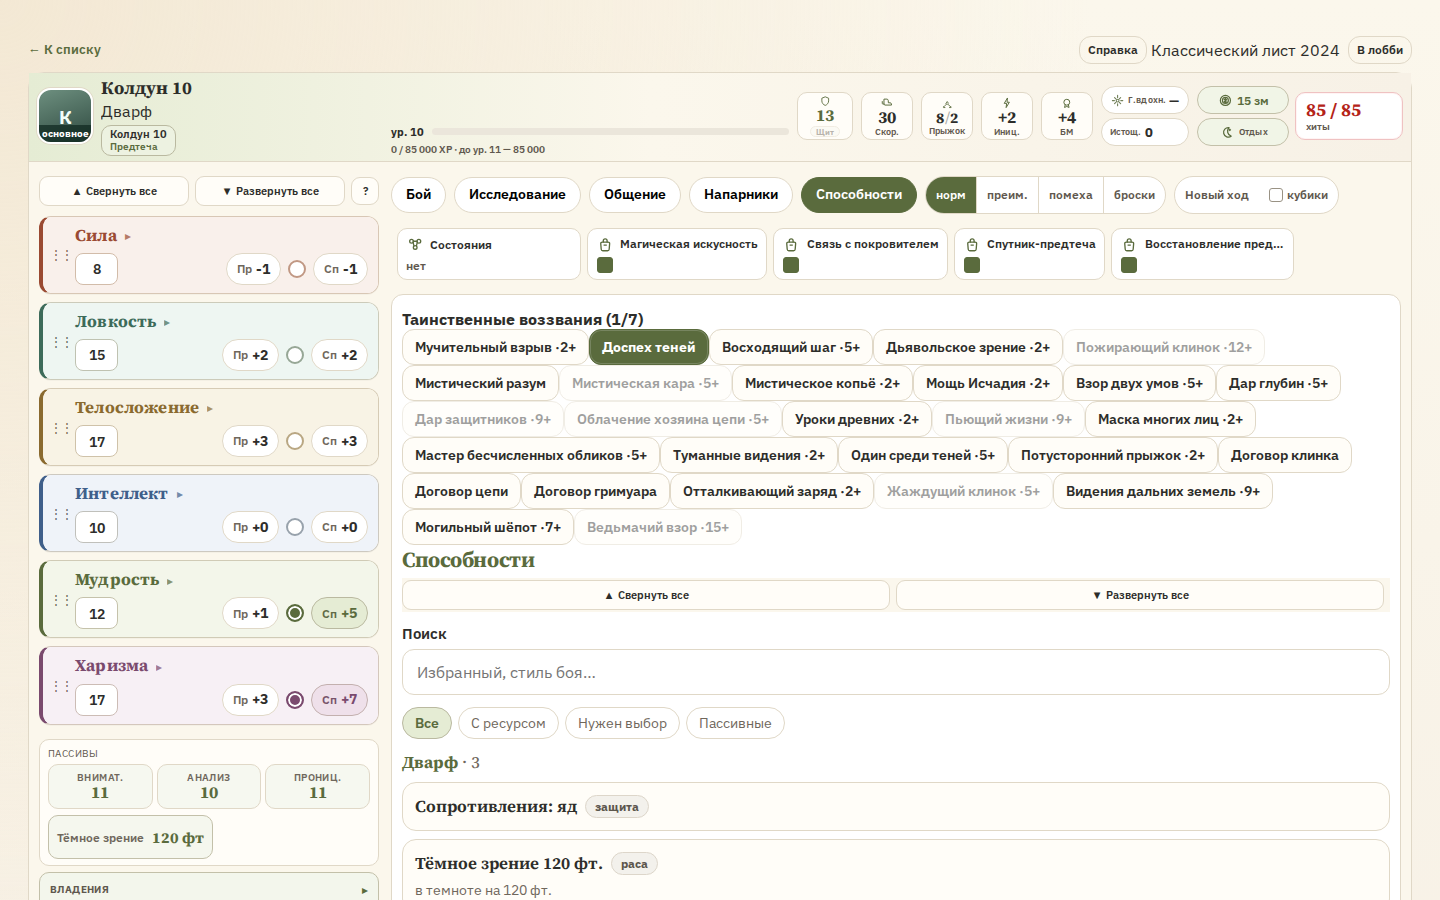 ← К списку
Справка Классический лист 2024 В лобби
К
основное
Колдун 10
Дварф
Колдун 10
Предтеча
ур. 10
0 / 85 000 XP · до ур. 11 — 85 000
13
Щит
30
Скор.
8/2
Прыжок
+2
Иниц.
+4
БМ
Г.вдохн. —
Истощ. 0
15 зм
Отдых
85 / 85
хиты
▲ Свернуть все ▼ Развернуть все ?
Бой Исследование Общение Напарники Способности норм преим. помеха броски Новый ход кубики
Сила ▸
8 Пр -1 Сп -1
Ловкость ▸
15 Пр +2 Сп +2
Телосложение ▸
17 Пр +3 Сп +3
Интеллект ▸
10 Пр +0 Сп +0
Мудрость ▸
12 Пр +1 Сп +5
Харизма ▸
17 Пр +3 Сп +7
ПАССИВЫ
ВНИМАТ. АНАЛИЗ ПРОНИЦ.
11 10 11
Тёмное зрение 120 фт
ВЛАДЕНИЯ ▸
Состояния
нет
Магическая искусность
Связь с покровителем
Спутник-предтеча
Восстановление пред...
Таинственные воззвания (1/7)
Мучительный взрыв ·2+ Доспех теней Восходящий шаг ·5+ Дьявольское зрение ·2+ Пожирающий клинок ·12+
Мистический разум Мистическая кара ·5+ Мистическое копьё ·2+ Мощь Исчадия ·2+ Взор двух умов ·5+ Дар глубин ·5+
Дар защитников ·9+ Облачение хозяина цепи ·5+ Уроки древних ·2+ Пьющий жизни ·9+ Маска многих лиц ·2+
Мастер бесчисленных обликов ·5+ Туманные видения ·2+ Один среди теней ·5+ Потусторонний прыжок ·2+ Договор клинка
Договор цепи Договор гримуара Отталкивающий заряд ·2+ Жаждущий клинок ·5+ Видения дальних земель ·9+
Могильный шёпот ·7+ Ведьмачий взор ·15+
Способности
▲ Свернуть все ▼ Развернуть все
Поиск
Избранный, стиль боя...
Все С ресурсом Нужен выбор Пассивные
Дварф · 3
Сопротивления: яд защита
Тёмное зрение 120 фт. раса
в темноте на 120 фт.